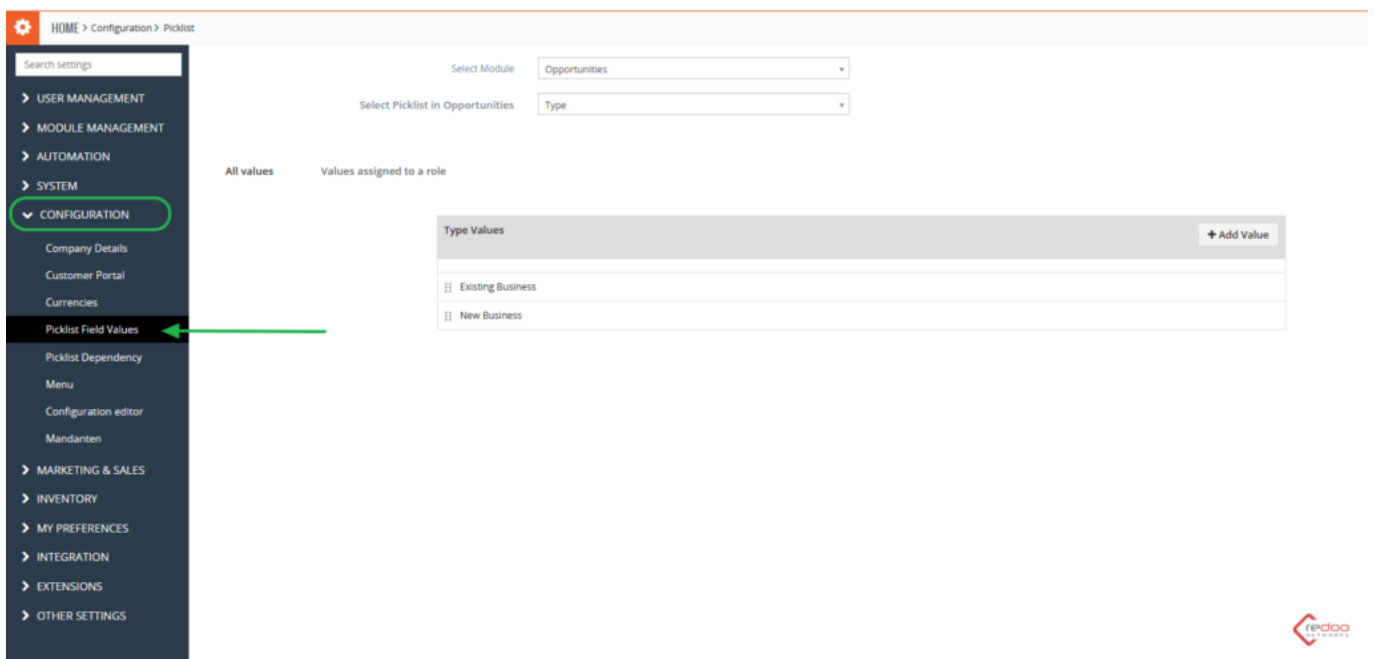 HOME > Configuration > Picklist
Search settings
USER MANAGEMENT
MODULE MANAGEMENT
AUTOMATION
SYSTEM
CONFIGURATION
Company Details
Customer Portal
Currencies
Picklist Field Values
Picklist Dependency
Menu
Configuration editor
Mandanten
MARKETING & SALES
INVENTORY
MY PREFERENCES
INTEGRATION
EXTENSIONS
OTHER SETTINGS
Select Module Opportunities
Select Picklist in Opportunities Type
All values Values assigned to a role
Type Values + Add Value
Existing Business
New Business
redoo
NETWORKS